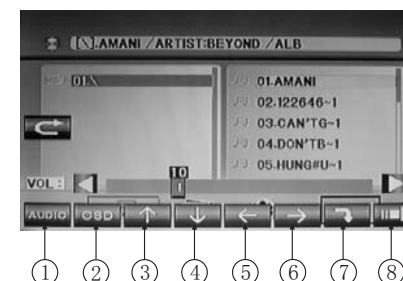 [\].AMANI /ARTIST:BEYOND /ALB
01.\
01.AMANI
02.122646~1
03.CAN'TG~1
04.DON'TB~1
05.HUNG#U~1
10
VOL:
AUDIO OSD
① ② ③ ④ ⑤ ⑥ ⑦ ⑧